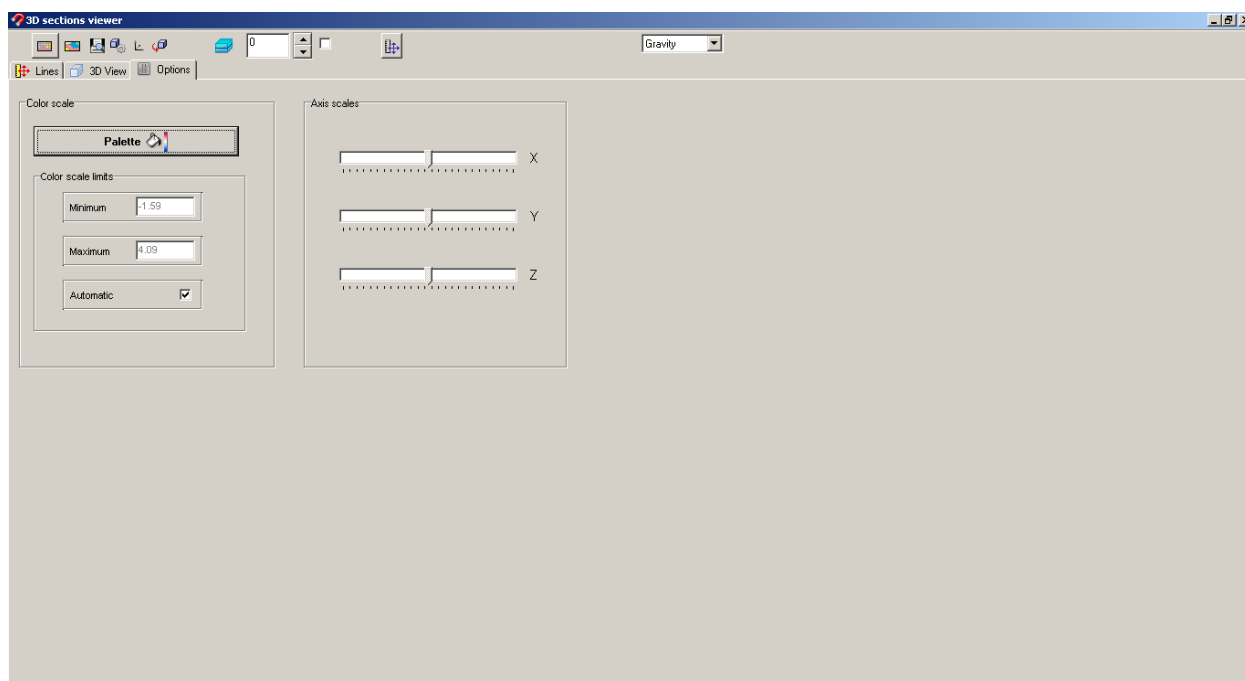 3D sections viewer
0
Gravity
Lines
3D View
Options
Color scale
Palette
Color scale limits
Minimum
-1.59
Maximum
4.09
Automatic
Axis scales
X
Y
Z